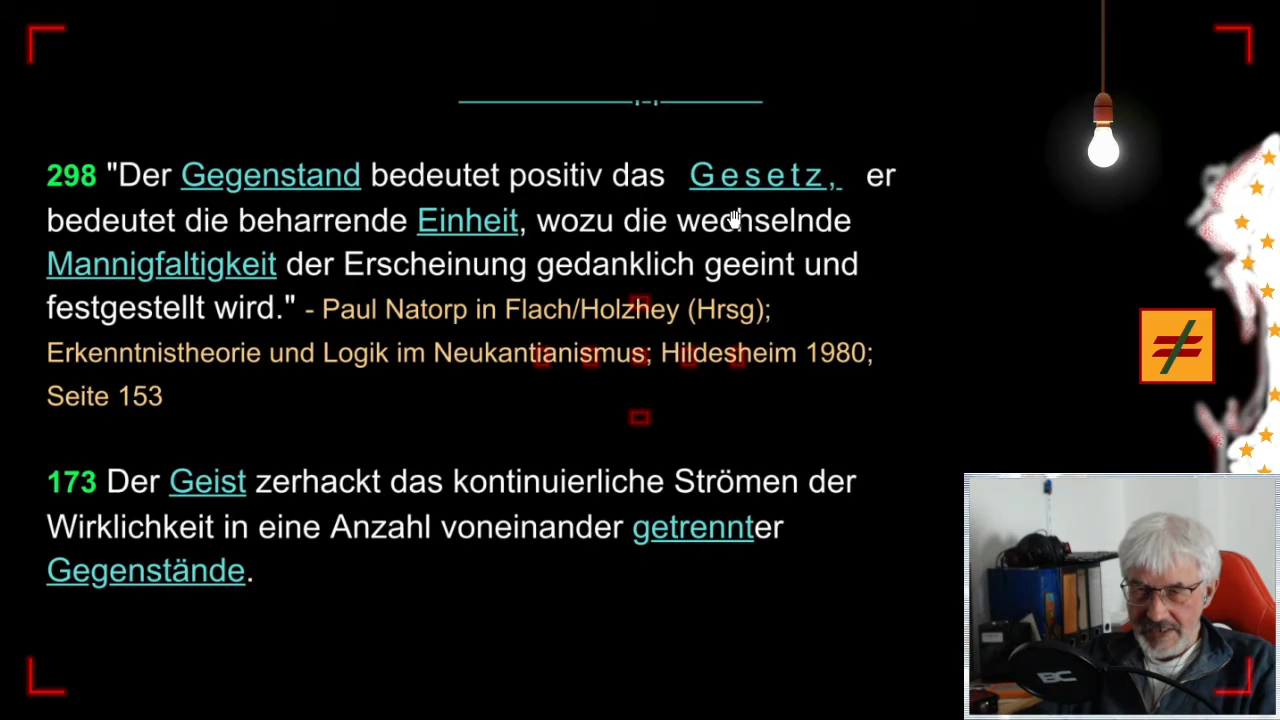 298 "Der Gegenstand bedeutet positiv das Gesetz, er
bedeutet die beharrende Einheit, wozu die wechselnde
Mannigfaltigkeit der Erscheinung gedanklich geeint und
festgestellt wird." - Paul Natorp in Flach/Holzhey (Hrsg);
Erkenntnistheorie und Logik im Neukantianismus; Hildesheim 1980;
Seite 153
173 Der Geist zerhackt das kontinuierliche Strömen der
Wirklichkeit in eine Anzahl voneinander getrennter
Gegenstände.
BC